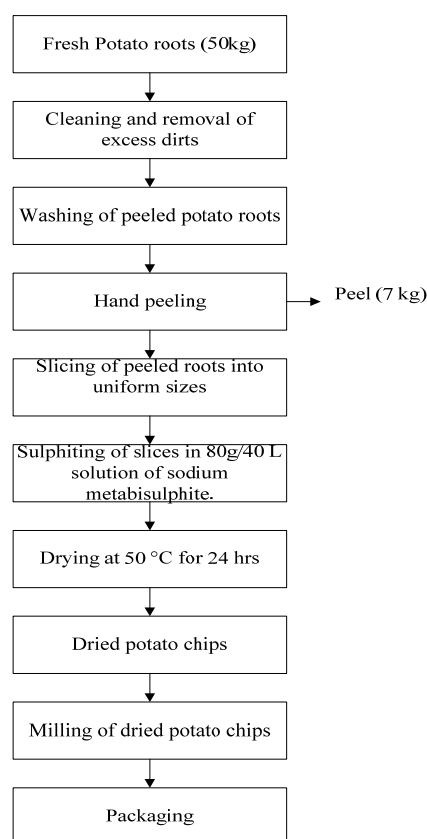 Fresh Potato roots (50kg)
Cleaning and removal of
excess dirts
Washing of peeled potato roots
Hand peeling
Peel (7 kg)
Slicing of peeled roots into
uniform sizes
Sulphiting of slices in 80g/40 L
solution of sodium
metabisulphite.
Drying at 50 °C for 24 hrs
Dried potato chips
Milling of dried potato chips
Packaging